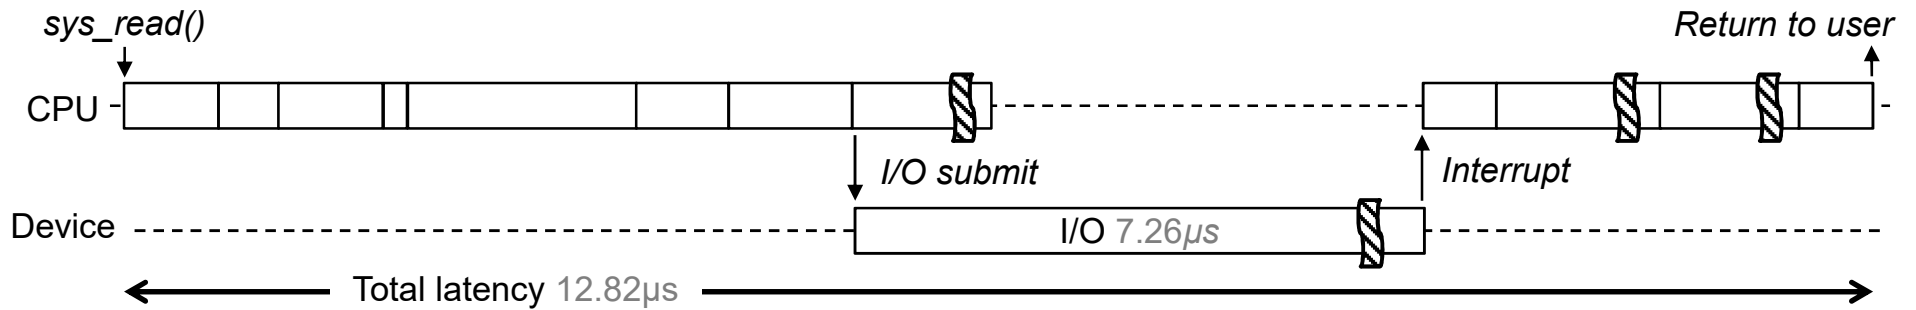 sys_read()
Return to user
CPU
I/O submit
Interrupt
Device
I/O 7.26µs
Total latency 12.82µs